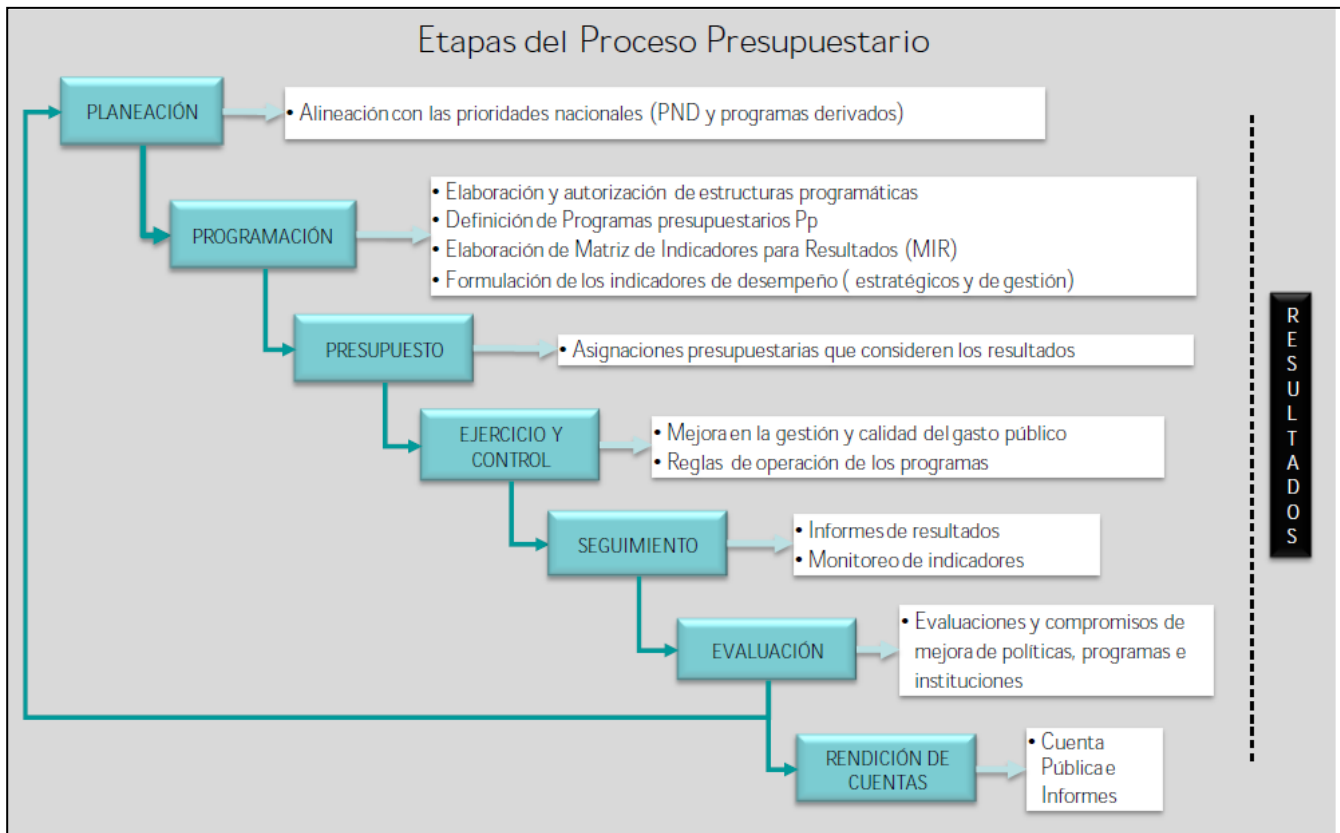 Etapas del Proceso Presupuestario
PLANEACIÓN
• Alineación con las prioridades nacionales (PND y programas derivados)
PROGRAMACIÓN
• Elaboración y autorización de estructuras programáticas
• Definición de Programas presupuestarios Pp
• Elaboración de Matriz de Indicadores para Resultados (MIR)
• Formulación de los indicadores de desempeño ( estratégicos y de gestión)
PRESUPUESTO
• Asignaciones presupuestarias que consideren los resultados
EJERCICIO Y
CONTROL
• Mejora en la gestión y calidad del gasto público
• Reglas de operación de los programas
SEGUIMIENTO
• Informes de resultados
• Monitoreo de indicadores
EVALUACIÓN
• Evaluaciones y compromisos de
mejora de políticas, programas e
instituciones
RENDICIÓN DE
CUENTAS
• Cuenta
Pública e
Informes
RESULTADOS